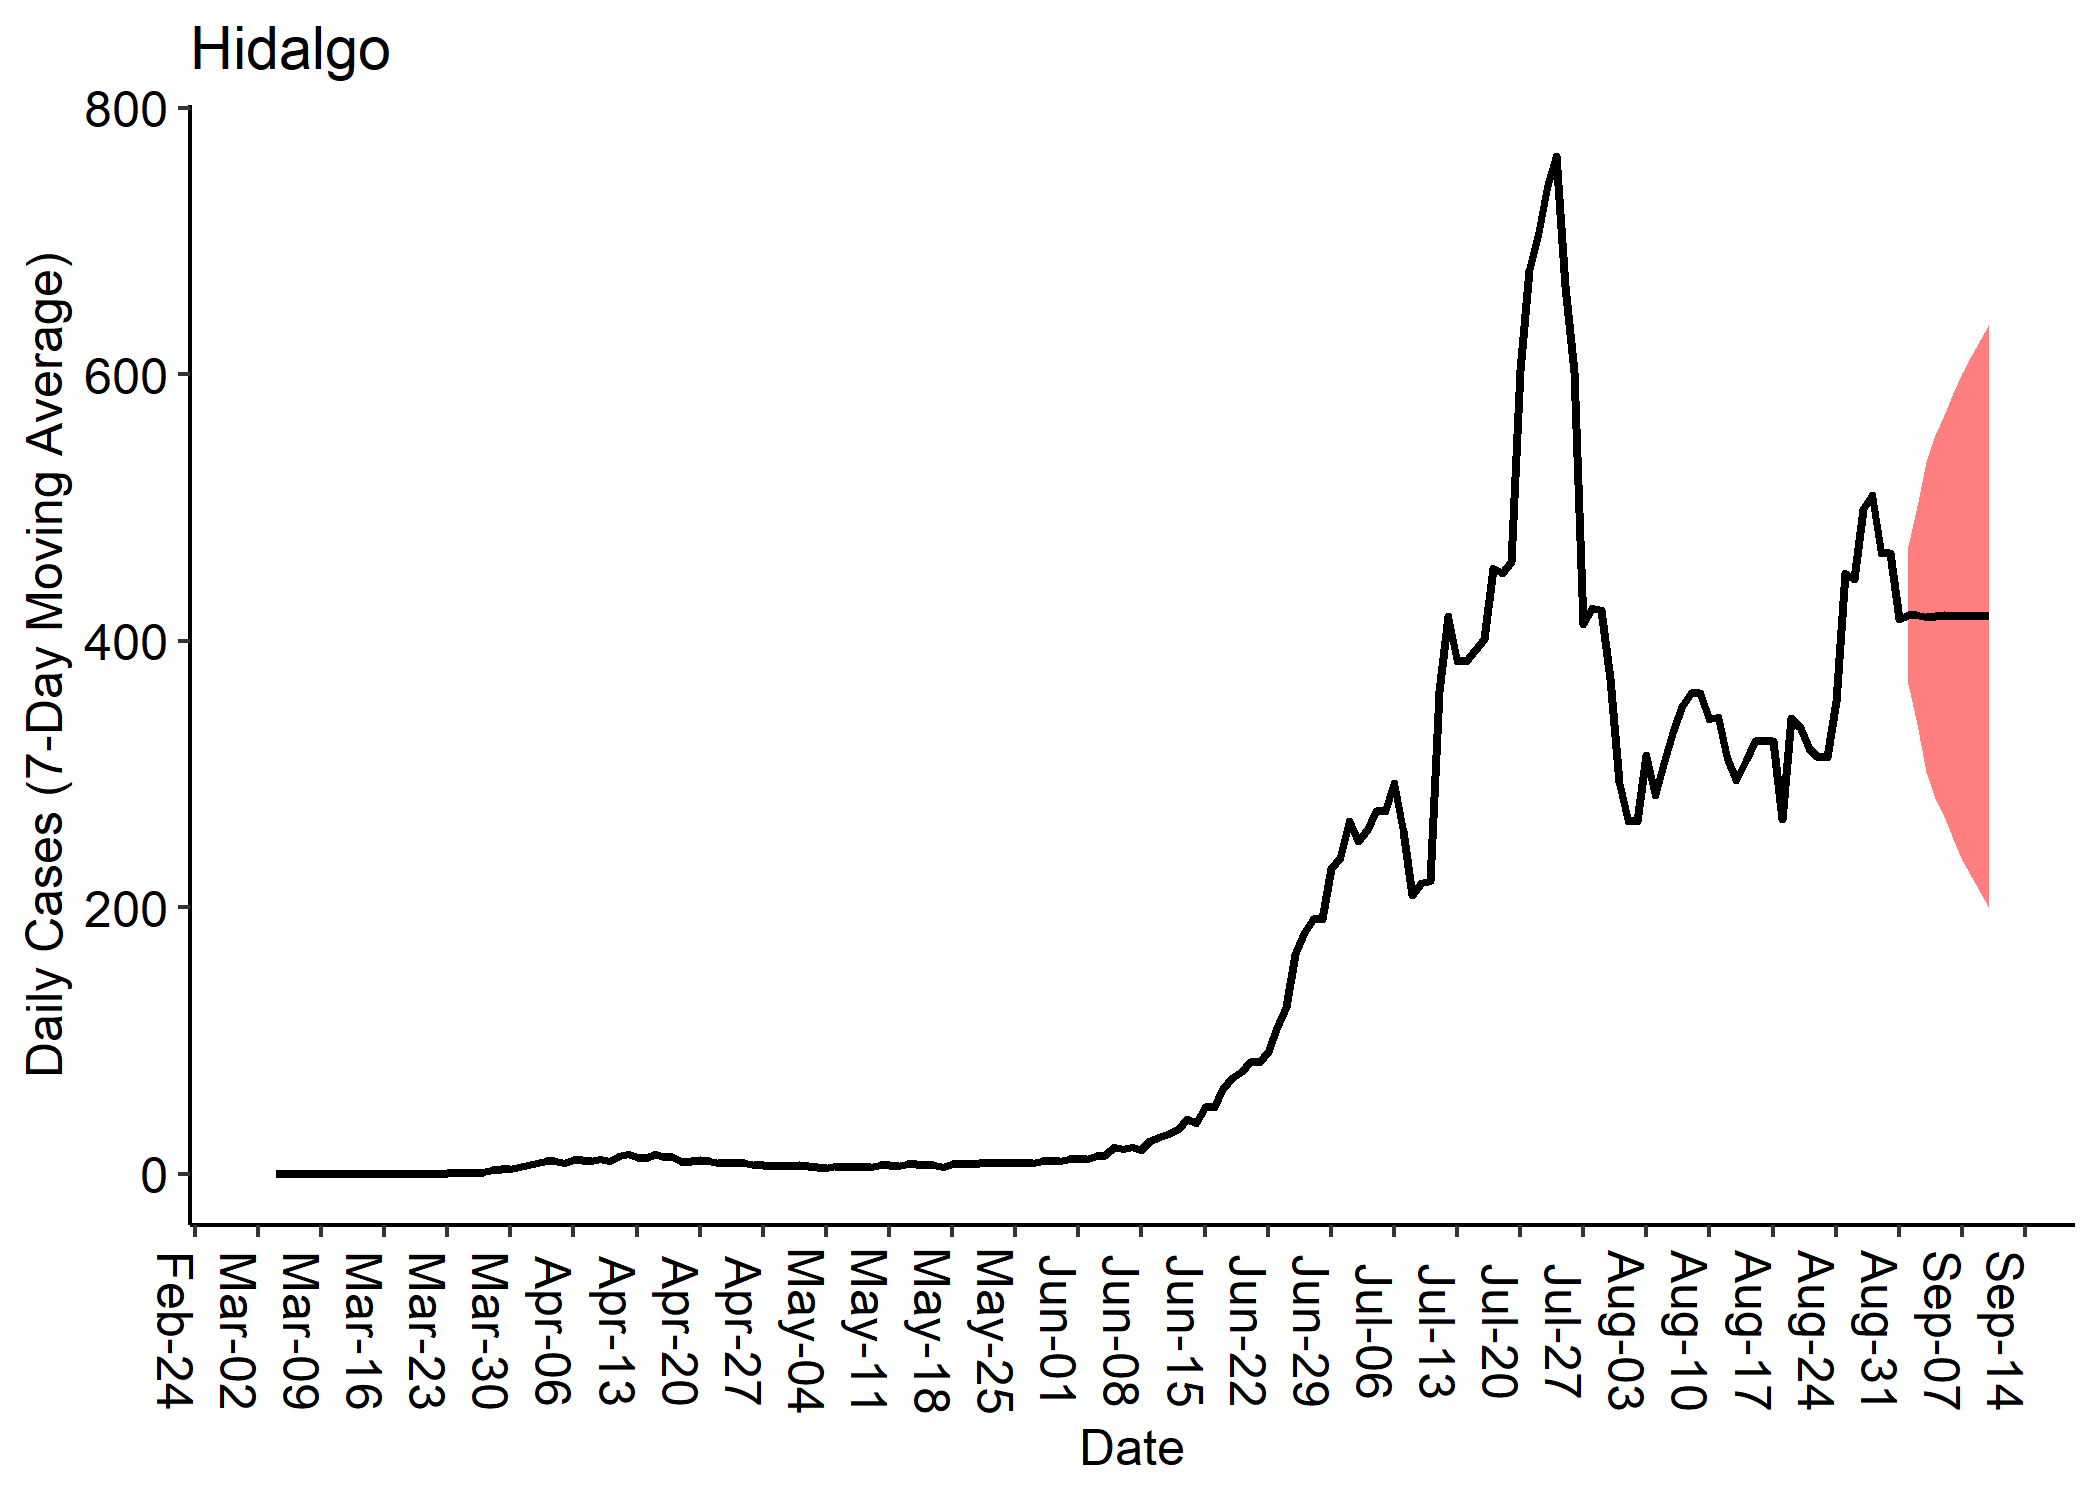 Hidalgo
Daily Cases (7-Day Moving Average)
800
600
400
200
0
Feb-24
Mar-02
Mar-09
Mar-16
Mar-23
Mar-30
Apr-06
Apr-13
Apr-20
Apr-27
May-04
May-11
May-18
May-25
Jun-01
Jun-08
Jun-15
Jun-22
Jun-29
Jul-06
Jul-13
Jul-20
Jul-27
Aug-03
Aug-10
Aug-17
Aug-24
Aug-31
Sep-07
Sep-14
Date